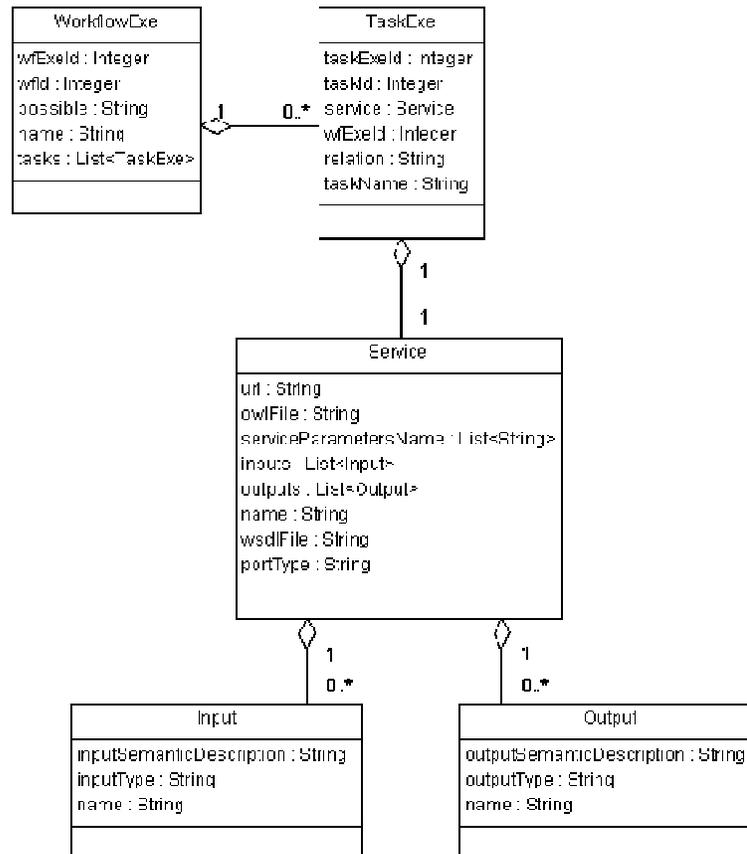 WorkflowExe
wfExeId : Integer
wfId : Integer
possible : String
name : String
tasks : List<TaskExe>
1
0..*
TaskExe
taskExeId : Integer
taskId : Integer
service : Service
wfExeId : Integer
relation : String
taskName : String
1
1
Service
url : String
owlFile : String
serviceParametersName : List<String>
inputs : List<Input>
outputs : List<Output>
name : String
wsdlFile : String
portType : String
1
0..*
1
0..*
Input
inputSemanticDescription : String
inputType : String
name : String
Output
outputSemanticDescription : String
outputType : String
name : String